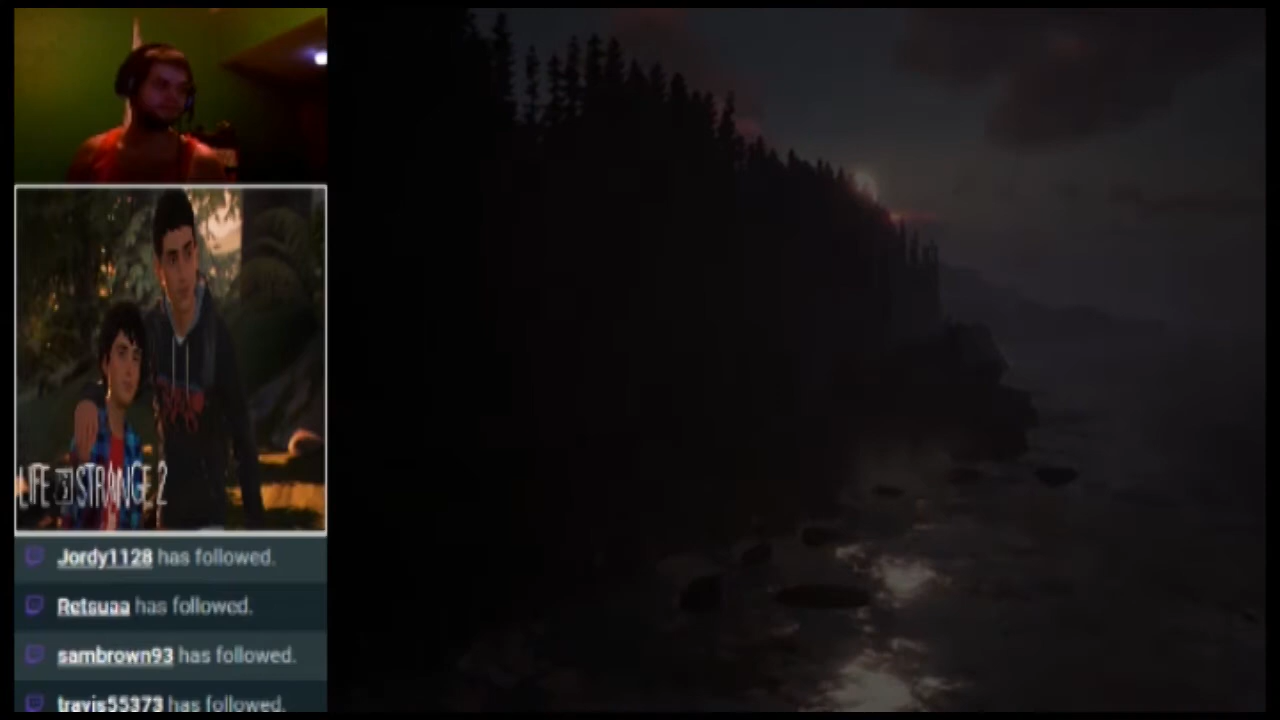 LIFE IS STRANGE 2
Jordy1128 has followed.
Retsuaa has followed.
sambrown93 has followed.
travis55373 has followed.